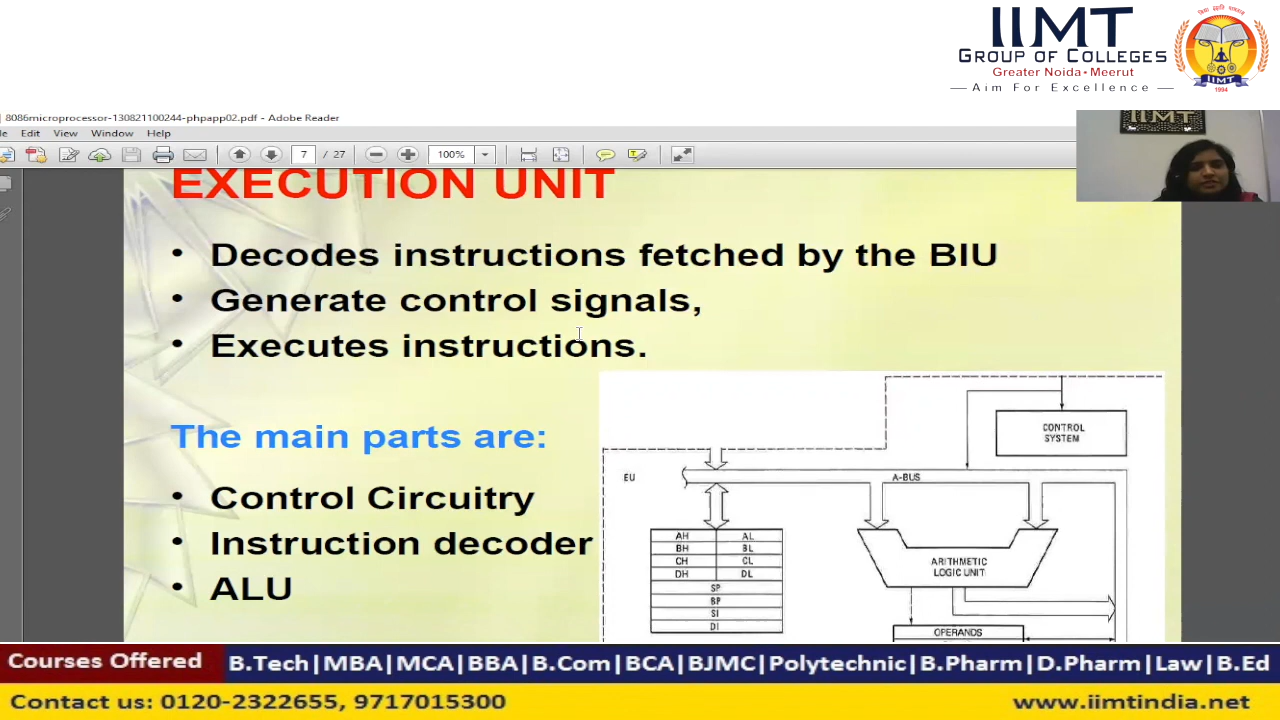 IIMT
GROUP OF COLLEGES
Greater Noida • Meerut
— Aim For Excellence —
IIMT
1994
8086microprocessor-130821100244-phpapp02.pdf - Adobe Reader
Edit View Window Help
7 / 27 100%
IIMT
EXECUTION UNIT
• Decodes instructions fetched by the BIU
• Generate control signals,
• Executes instructions.
The main parts are:
• Control Circuitry
• Instruction decoder
• ALU
CONTROL
SYSTEM
EU
A-BUS
AH AL
BH BL
CH CL
DH DL
SP
BP
SI
DI
ARITHMETIC
LOGIC UNIT
OPERANDS
Courses Offered B.Tech|MBA|MCA|BBA|B.Com|BCA|BJMC|Polytechnic|B.Pharm|D.Pharm|Law|B.Ed
Contact us: 0120-2322655, 9717015300 www.iimtindia.net